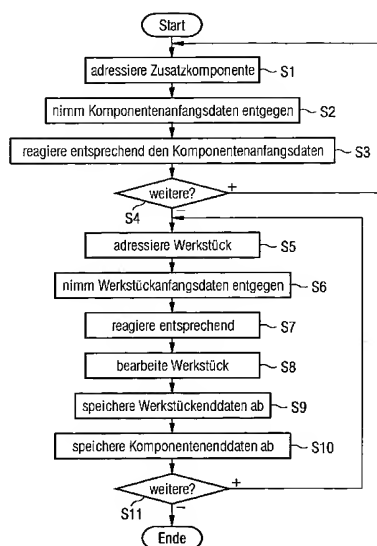 Start
adressiere Zusatzkomponente S1
nimm Komponentenanfangsdaten entgegen S2
reagiere entsprechend den Komponentenanfangsdaten S3
weitere? +
S4 −
adressiere Werkstück S5
nimm Werkstückanfangsdaten entgegen S6
reagiere entsprechend S7
bearbeite Werkstück S8
speichere Werkstückenddaten ab S9
speichere Komponentenenddaten ab S10
weitere? +
S11 −
Ende